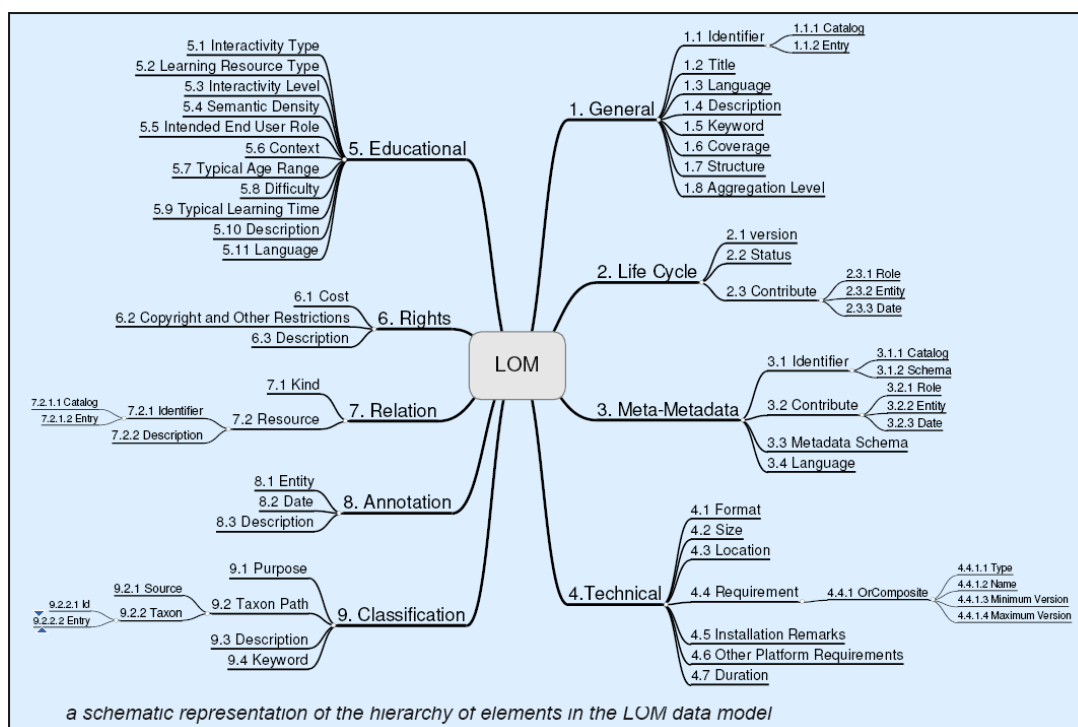 LOM
1. General
1.1 Identifier
1.1.1 Catalog
1.1.2 Entry
1.2 Title
1.3 Language
1.4 Description
1.5 Keyword
1.6 Coverage
1.7 Structure
1.8 Aggregation Level
2. Life Cycle
2.1 version
2.2 Status
2.3 Contribute
2.3.1 Role
2.3.2 Entity
2.3.3 Date
3. Meta-Metadata
3.1 Identifier
3.1.1 Catalog
3.1.2 Schema
3.2 Contribute
3.2.1 Role
3.2.2 Entity
3.2.3 Date
3.3 Metadata Schema
3.4 Language
4.Technical
4.1 Format
4.2 Size
4.3 Location
4.4 Requirement
4.4.1 OrComposite
4.4.1.1 Type
4.4.1.2 Name
4.4.1.3 Minimum Version
4.4.1.4 Maximum Version
4.5 Installation Remarks
4.6 Other Platform Requirements
4.7 Duration
5. Educational
5.1 Interactivity Type
5.2 Learning Resource Type
5.3 Interactivity Level
5.4 Semantic Density
5.5 Intended End User Role
5.6 Context
5.7 Typical Age Range
5.8 Difficulty
5.9 Typical Learning Time
5.10 Description
5.11 Language
6. Rights
6.1 Cost
6.2 Copyright and Other Restrictions
6.3 Description
7. Relation
7.1 Kind
7.2 Resource
7.2.1 Identifier
7.2.1.1 Catalog
7.2.1.2 Entry
7.2.2 Description
8. Annotation
8.1 Entity
8.2 Date
8.3 Description
9. Classification
9.1 Purpose
9.2 Taxon Path
9.2.1 Source
9.2.2 Taxon
9.2.2.1 Id
9.2.2.2 Entry
9.3 Description
9.4 Keyword
a schematic representation of the hierarchy of elements in the LOM data model